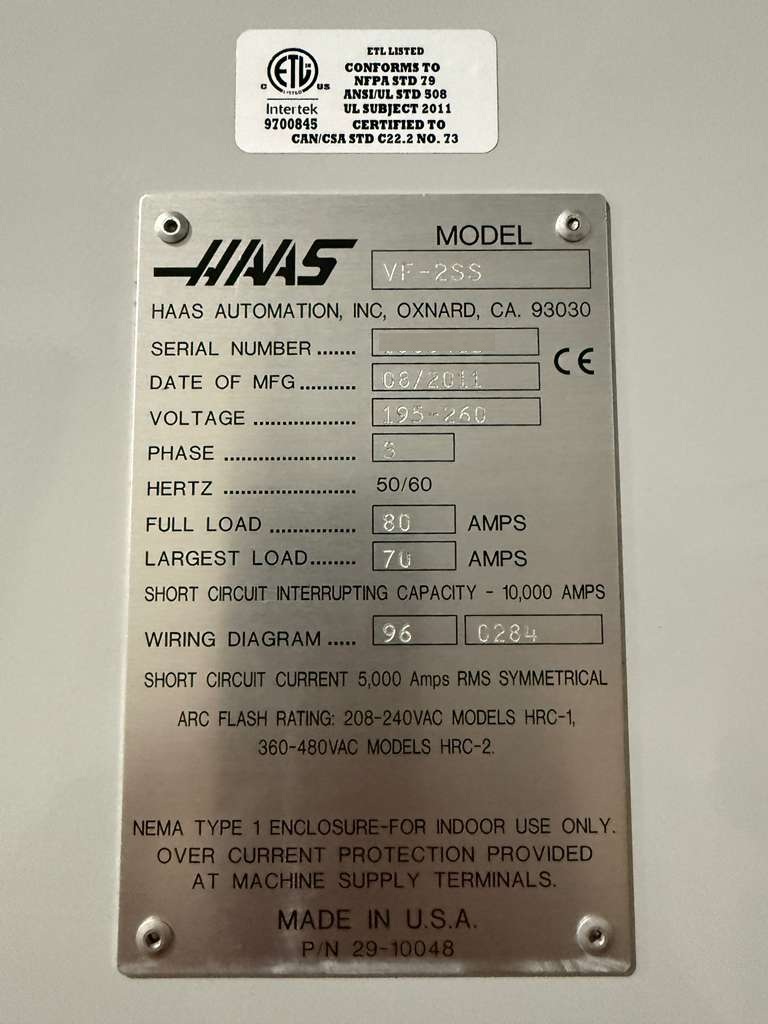 ETL LISTED
CONFORMS TO
NFPA STD 79
ANSI/UL STD 508
UL SUBJECT 2011
CERTIFIED TO
CAN/CSA STD C22.2 NO. 73
C ETL US
LISTED
Intertek
9700845
HAAS
MODEL
VF-2SS
HAAS AUTOMATION, INC, OXNARD, CA. 93030
SERIAL NUMBER .......
CE
DATE OF MFG.......... 08/2011
VOLTAGE ................... 195-260
PHASE ........................ 3
HERTZ ........................ 50/60
FULL LOAD ................ 80 AMPS
LARGEST LOAD........ 70 AMPS
SHORT CIRCUIT INTERRUPTING CAPACITY - 10,000 AMPS
WIRING DIAGRAM ..... 96 0284
SHORT CIRCUIT CURRENT 5,000 Amps RMS SYMMETRICAL
ARC FLASH RATING: 208-240VAC MODELS HRC-1,
360-480VAC MODELS HRC-2.
NEMA TYPE 1 ENCLOSURE-FOR INDOOR USE ONLY.
OVER CURRENT PROTECTION PROVIDED
AT MACHINE SUPPLY TERMINALS.
MADE IN U.S.A.
P/N 29-10048